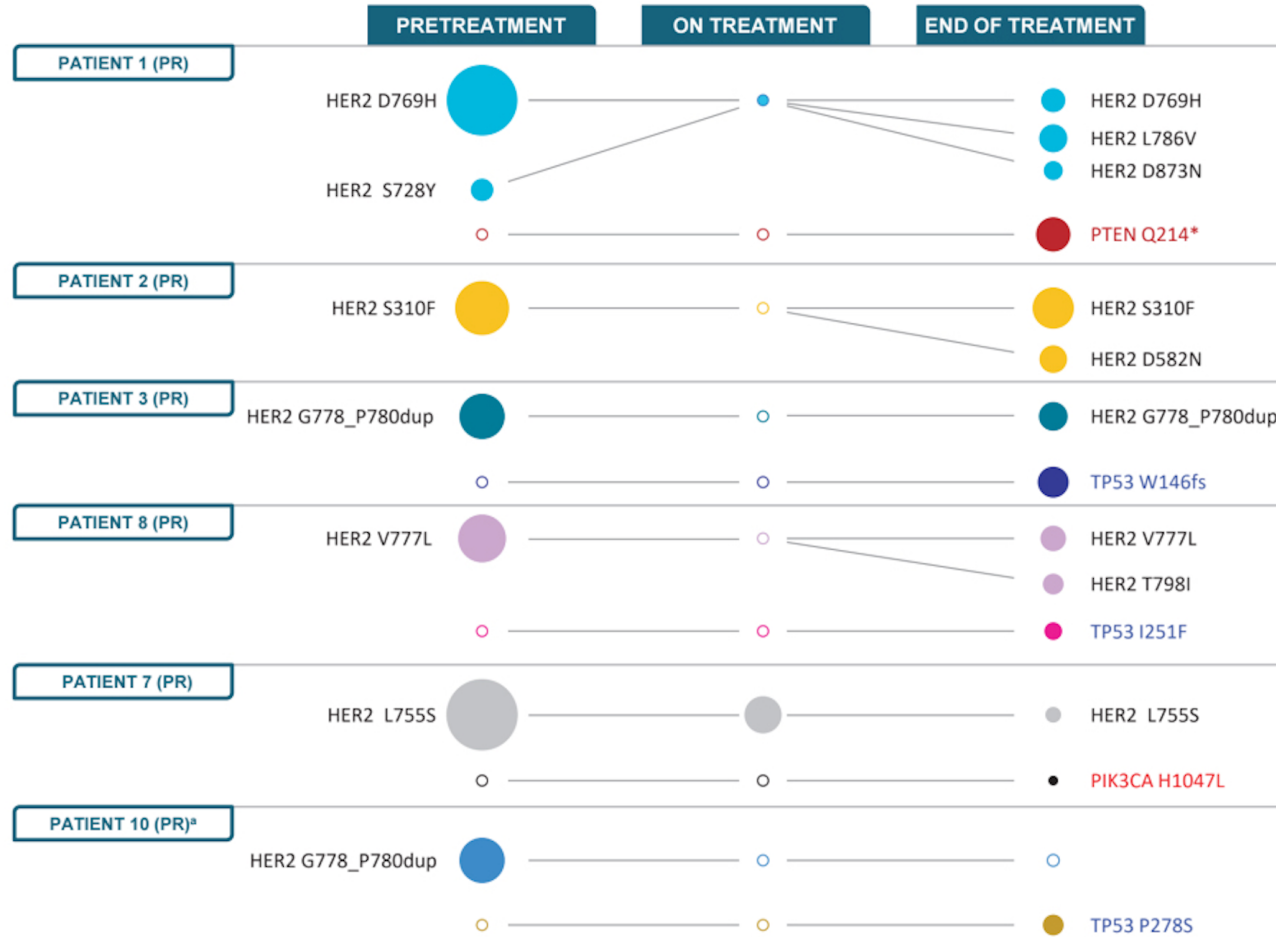 PRETREATMENT ON TREATMENT END OF TREATMENT
PATIENT 1 (PR)
HER2 D769H HER2 D769H
HER2 L786V
HER2 D873N
HER2 S728Y
PTEN Q214*
PATIENT 2 (PR)
HER2 S310F HER2 S310F
HER2 D582N
PATIENT 3 (PR)
HER2 G778_P780dup HER2 G778_P780dup
TP53 W146fs
PATIENT 8 (PR)
HER2 V777L HER2 V777L
HER2 T798I
TP53 I251F
PATIENT 7 (PR)
HER2 L755S HER2 L755S
PIK3CA H1047L
PATIENT 10 (PR)ª
HER2 G778_P780dup
TP53 P278S